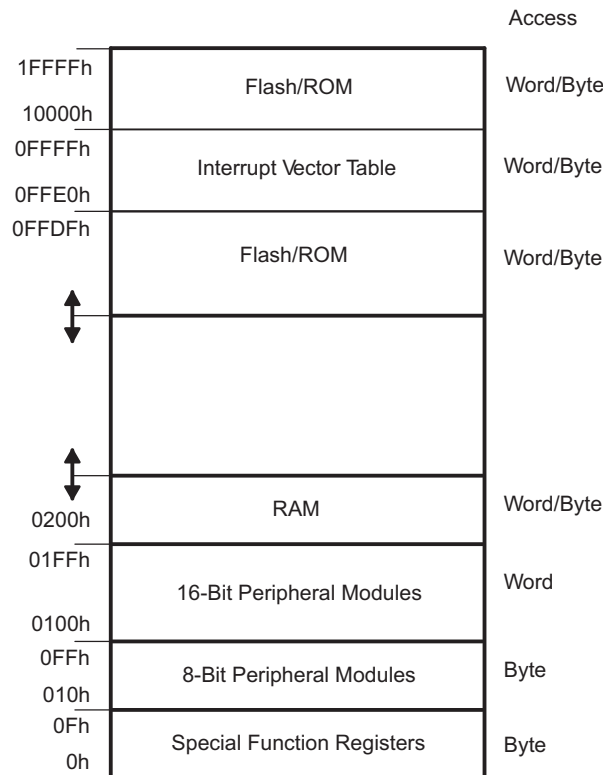 Access
1FFFFh
Flash/ROM
Word/Byte
10000h
0FFFFh
Interrupt Vector Table
Word/Byte
0FFE0h
0FFDFh
Flash/ROM
Word/Byte
RAM
Word/Byte
0200h
01FFh
16-Bit Peripheral Modules
Word
0100h
0FFh
8-Bit Peripheral Modules
Byte
010h
0Fh
Special Function Registers
Byte
0h